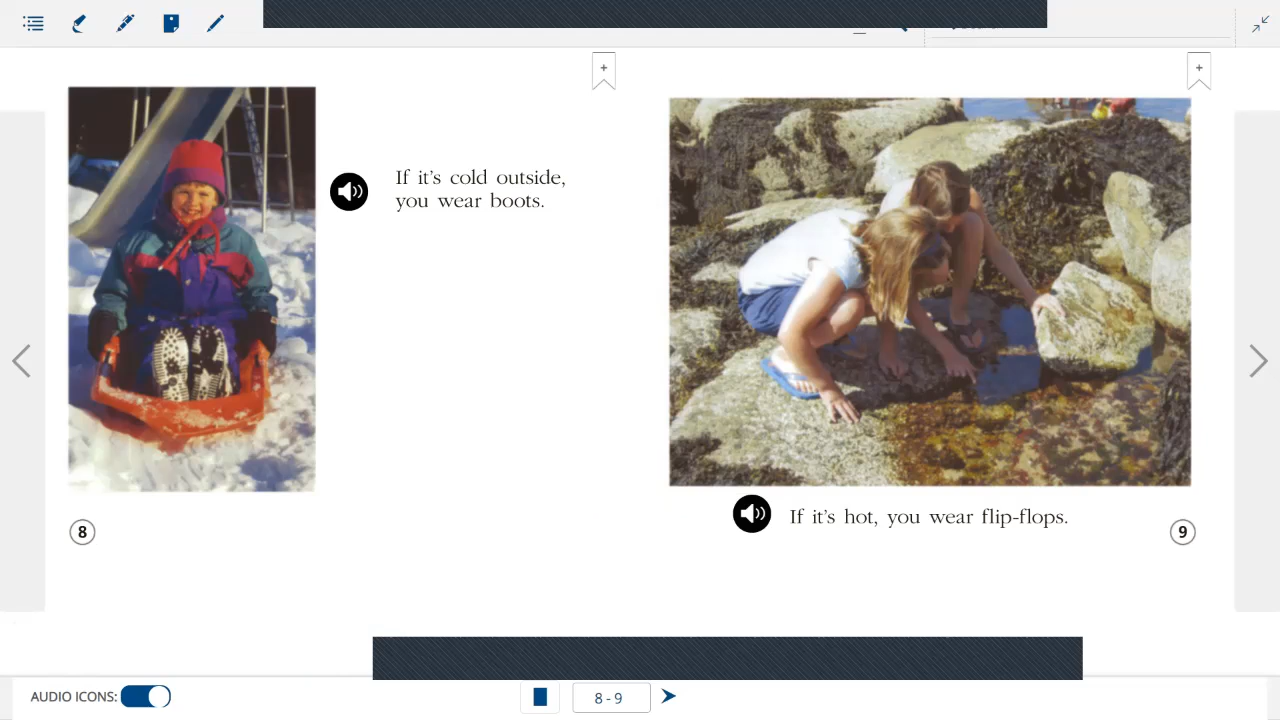 +
+
If it's cold outside,
you wear boots.
If it's hot, you wear flip-flops.
8
9
AUDIO ICONS:
8 - 9